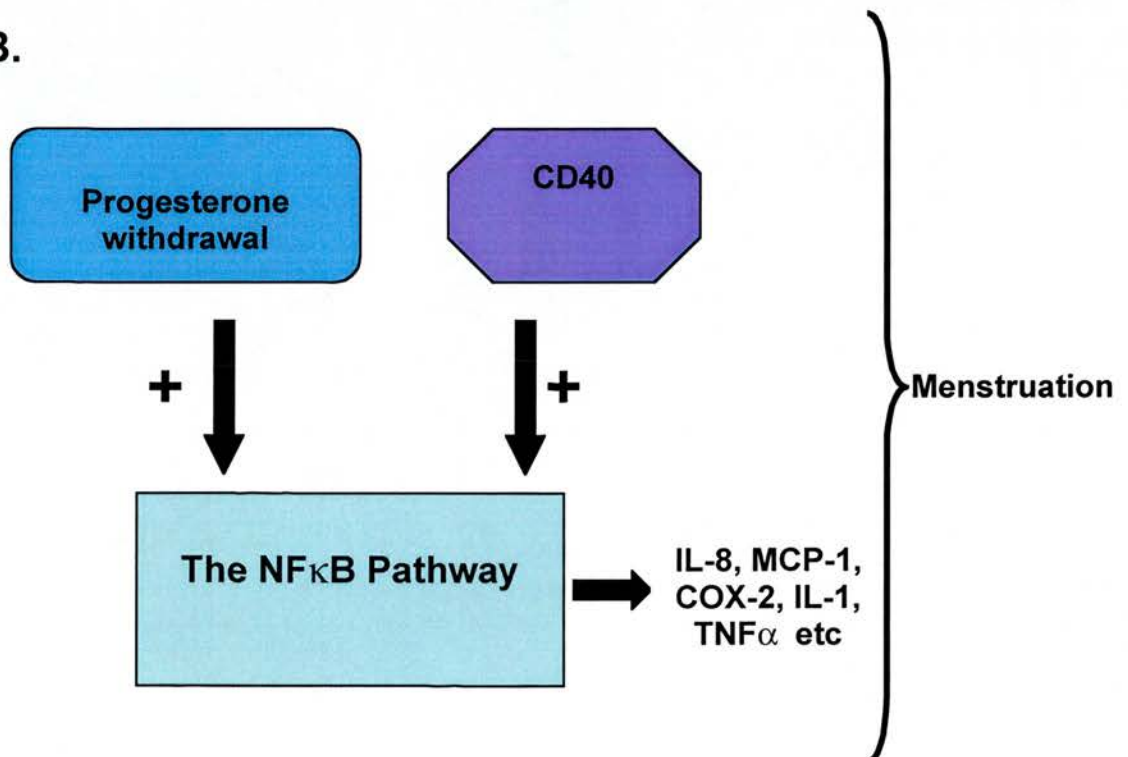 B.
Progesterone
withdrawal
CD40
+
+
Menstruation
The NFκB Pathway
IL-8, MCP-1,
COX-2, IL-1,
TNFα etc